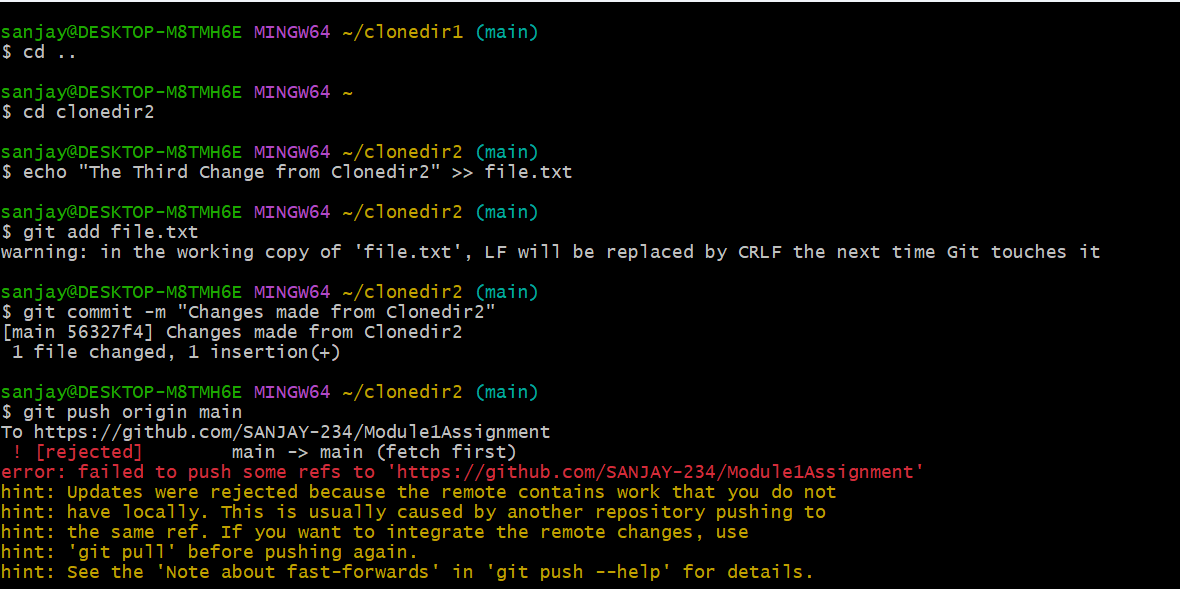 sanjay@DESKTOP-M8TMH6E MINGW64 ~/clonedir1 (main)
$ cd ..
sanjay@DESKTOP-M8TMH6E MINGW64 ~
$ cd clonedir2
sanjay@DESKTOP-M8TMH6E MINGW64 ~/clonedir2 (main)
$ echo "The Third Change from Clonedir2" >> file.txt
sanjay@DESKTOP-M8TMH6E MINGW64 ~/clonedir2 (main)
$ git add file.txt
warning: in the working copy of 'file.txt', LF will be replaced by CRLF the next time Git touches it
sanjay@DESKTOP-M8TMH6E MINGW64 ~/clonedir2 (main)
$ git commit -m "Changes made from Clonedir2"
[main 56327f4] Changes made from Clonedir2
 1 file changed, 1 insertion(+)
sanjay@DESKTOP-M8TMH6E MINGW64 ~/clonedir2 (main)
$ git push origin main
To https://github.com/SANJAY-234/Module1Assignment
 ! [rejected]        main -> main (fetch first)
error: failed to push some refs to 'https://github.com/SANJAY-234/Module1Assignment'
hint: Updates were rejected because the remote contains work that you do not
hint: have locally. This is usually caused by another repository pushing to
hint: the same ref. If you want to integrate the remote changes, use
hint: 'git pull' before pushing again.
hint: See the 'Note about fast-forwards' in 'git push --help' for details.